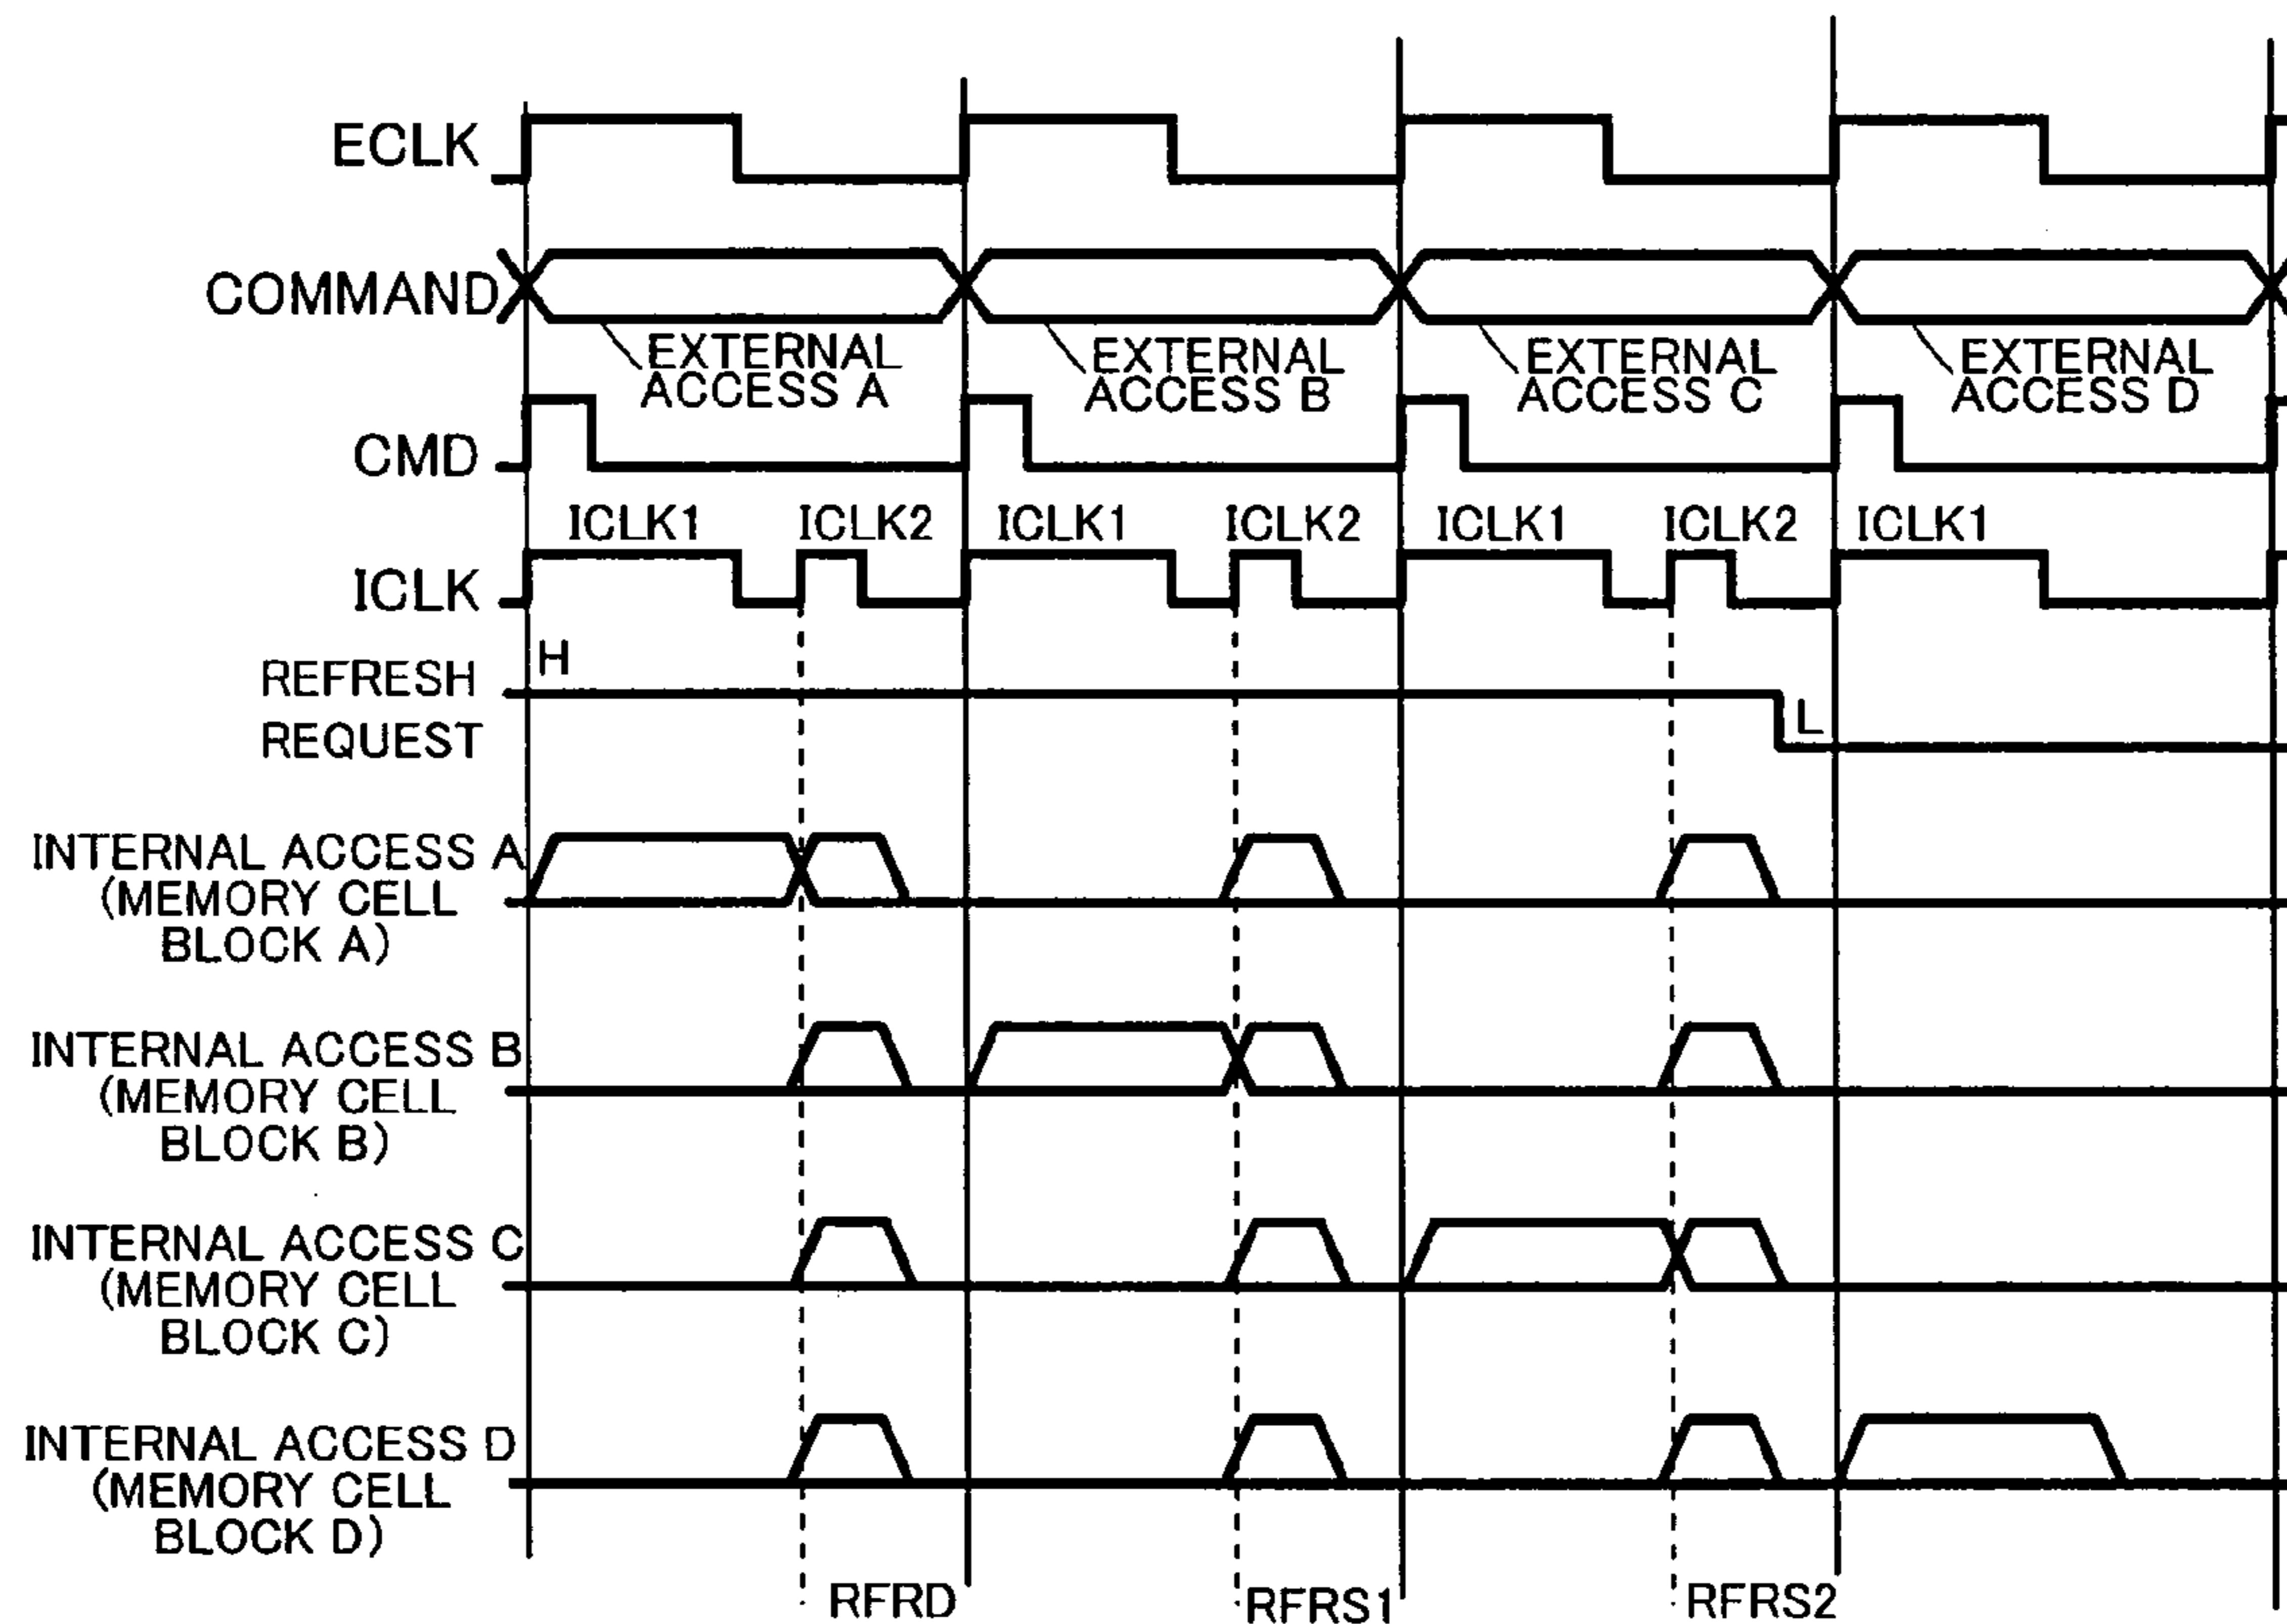 ECLK
COMMAND
EXTERNAL
ACCESS A
EXTERNAL
ACCESS B
EXTERNAL
ACCESS C
EXTERNAL
ACCESS D
CMD
ICLK1 ICLK2 ICLK1 ICLK2 ICLK1 ICLK2 ICLK1
ICLK
H
REFRESH
REQUEST
L
INTERNAL ACCESS A
(MEMORY CELL
BLOCK A)
INTERNAL ACCESS B
(MEMORY CELL
BLOCK B)
INTERNAL ACCESS C
(MEMORY CELL
BLOCK C)
INTERNAL ACCESS D
(MEMORY CELL
BLOCK D)
RFRD RFRS1 RFRS2